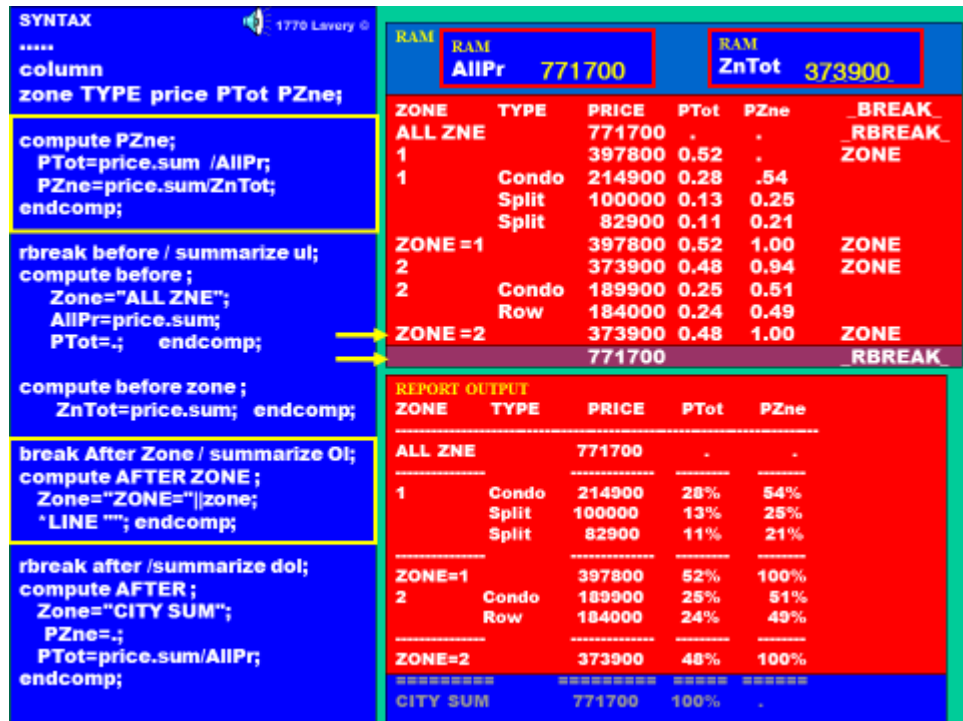 SYNTAX
1770 Lavery ©
.....
column
zone TYPE price PTot PZne;
compute PZne;
PTot=price.sum /AllPr;
PZne=price.sum/ZnTot;
endcomp;
rbreak before / summarize ul;
compute before ;
Zone="ALL ZNE";
AllPr=price.sum;
PTot=.; endcomp;
compute before zone ;
ZnTot=price.sum; endcomp;
break After Zone / summarize Ol;
compute AFTER ZONE ;
Zone="ZONE="||zone;
*LINE ""; endcomp;
rbreak after /summarize dol;
compute AFTER ;
Zone="CITY SUM";
PZne=.;
PTot=price.sum/AllPr;
endcomp;
RAM
RAM
AllPr 771700
RAM
ZnTot 373900
ZONE TYPE PRICE PTot PZne _BREAK_
ALL ZNE 771700 . . _RBREAK_
1 397800 0.52 . ZONE
1 Condo 214900 0.28 .54
Split 100000 0.13 0.25
Split 82900 0.11 0.21
ZONE =1 397800 0.52 1.00 ZONE
2 373900 0.48 0.94 ZONE
2 Condo 189900 0.25 0.51
Row 184000 0.24 0.49
ZONE =2 373900 0.48 1.00 ZONE
771700 _RBREAK_
REPORT OUTPUT
ZONE TYPE PRICE PTot PZne
ALL ZNE 771700 . .
1 Condo 214900 28% 54%
Split 100000 13% 25%
Split 82900 11% 21%
ZONE=1 397800 52% 100%
2 Condo 189900 25% 51%
Row 184000 24% 49%
ZONE=2 373900 48% 100%
CITY SUM 771700 100% .